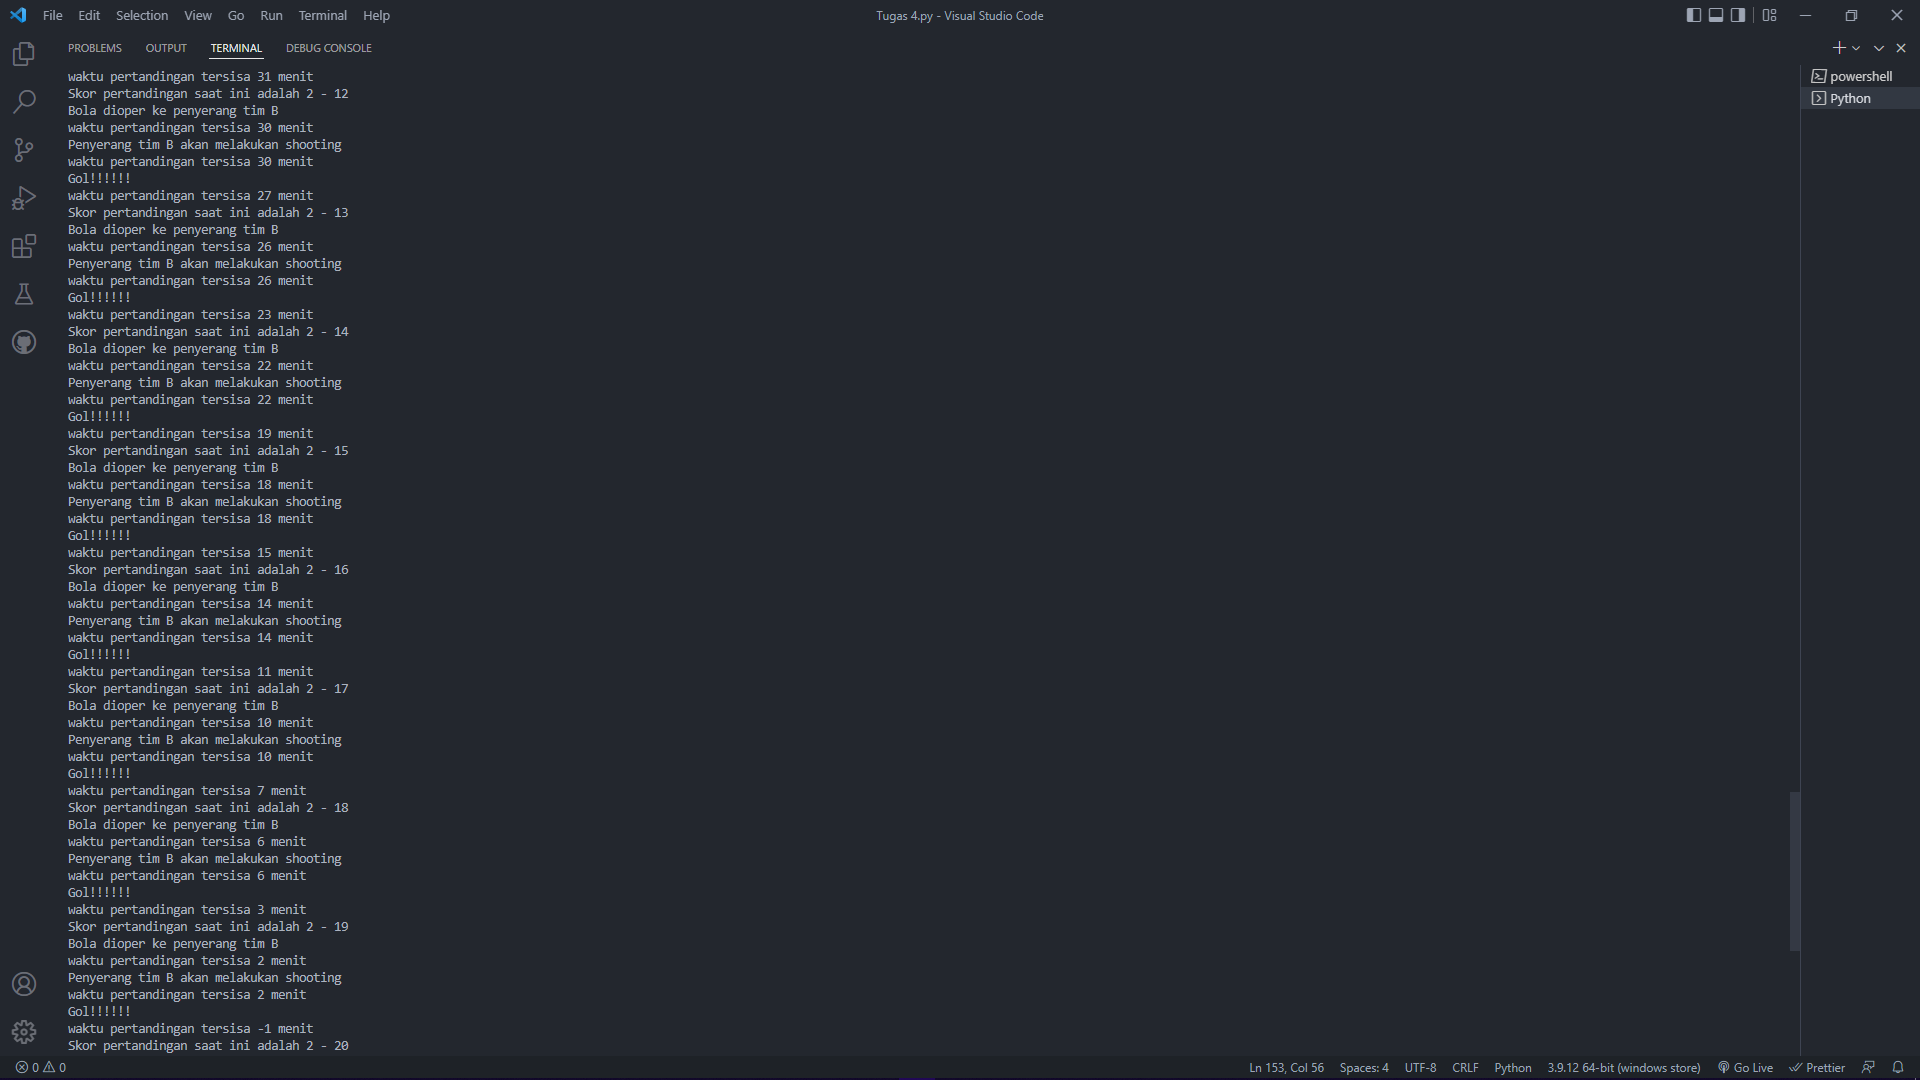 File Edit Selection View Go Run Terminal Help
Tugas 4.py - Visual Studio Code
PROBLEMS OUTPUT TERMINAL DEBUG CONSOLE
waktu pertandingan tersisa 31 menit
Skor pertandingan saat ini adalah 2 - 12
Bola dioper ke penyerang tim B
waktu pertandingan tersisa 30 menit
Penyerang tim B akan melakukan shooting
waktu pertandingan tersisa 30 menit
Gol!!!!!!
waktu pertandingan tersisa 27 menit
Skor pertandingan saat ini adalah 2 - 13
Bola dioper ke penyerang tim B
waktu pertandingan tersisa 26 menit
Penyerang tim B akan melakukan shooting
waktu pertandingan tersisa 26 menit
Gol!!!!!!
waktu pertandingan tersisa 23 menit
Skor pertandingan saat ini adalah 2 - 14
Bola dioper ke penyerang tim B
waktu pertandingan tersisa 22 menit
Penyerang tim B akan melakukan shooting
waktu pertandingan tersisa 22 menit
Gol!!!!!!
waktu pertandingan tersisa 19 menit
Skor pertandingan saat ini adalah 2 - 15
Bola dioper ke penyerang tim B
waktu pertandingan tersisa 18 menit
Penyerang tim B akan melakukan shooting
waktu pertandingan tersisa 18 menit
Gol!!!!!!
waktu pertandingan tersisa 15 menit
Skor pertandingan saat ini adalah 2 - 16
Bola dioper ke penyerang tim B
waktu pertandingan tersisa 14 menit
Penyerang tim B akan melakukan shooting
waktu pertandingan tersisa 14 menit
Gol!!!!!!
waktu pertandingan tersisa 11 menit
Skor pertandingan saat ini adalah 2 - 17
Bola dioper ke penyerang tim B
waktu pertandingan tersisa 10 menit
Penyerang tim B akan melakukan shooting
waktu pertandingan tersisa 10 menit
Gol!!!!!!
waktu pertandingan tersisa 7 menit
Skor pertandingan saat ini adalah 2 - 18
Bola dioper ke penyerang tim B
waktu pertandingan tersisa 6 menit
Penyerang tim B akan melakukan shooting
waktu pertandingan tersisa 6 menit
Gol!!!!!!
waktu pertandingan tersisa 3 menit
Skor pertandingan saat ini adalah 2 - 19
Bola dioper ke penyerang tim B
waktu pertandingan tersisa 2 menit
Penyerang tim B akan melakukan shooting
waktu pertandingan tersisa 2 menit
Gol!!!!!!
waktu pertandingan tersisa -1 menit
Skor pertandingan saat ini adalah 2 - 20
powershell
Python
0 0
Ln 153, Col 56 Spaces: 4 UTF-8 CRLF Python 3.9.12 64-bit (windows store) Go Live Prettier